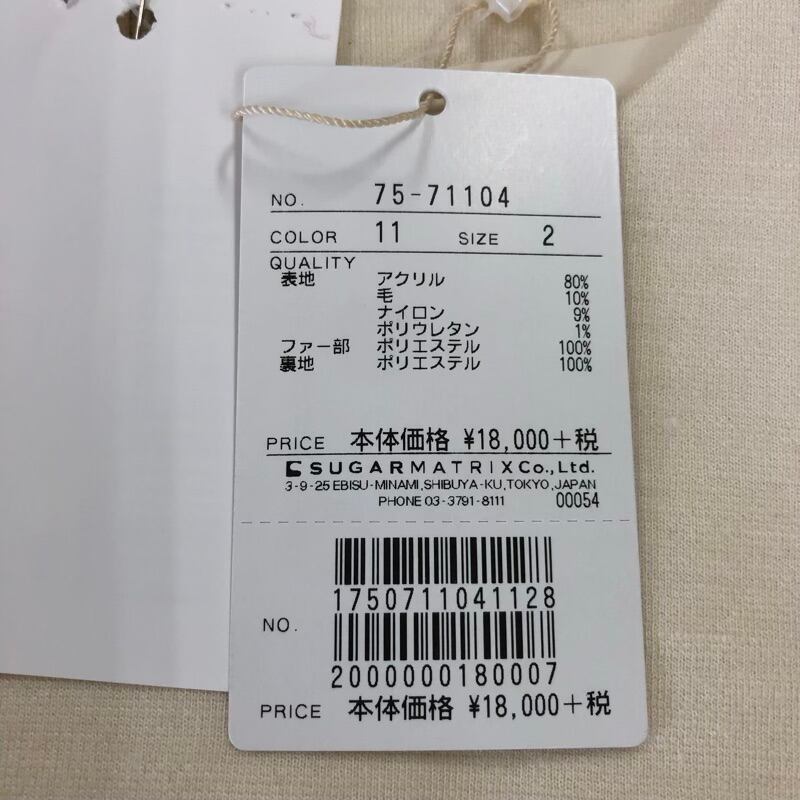 NO. 75-71104
COLOR 11 SIZE 2
QUALITY
表地 アクリル 80%
毛 10%
ナイロン 9%
ポリウレタン 1%
ファー部 ポリエステル 100%
裏地 ポリエステル 100%
PRICE 本体価格 ¥18,000+税
SUGARMATRIX Co.,Ltd.
3-9-25 EBISU-MINAMI,SHIBUYA-KU,TOKYO,JAPAN
PHONE 03-3791-8111 00054
1750711041128
NO.
2000000180007
PRICE 本体価格 ¥18,000+税